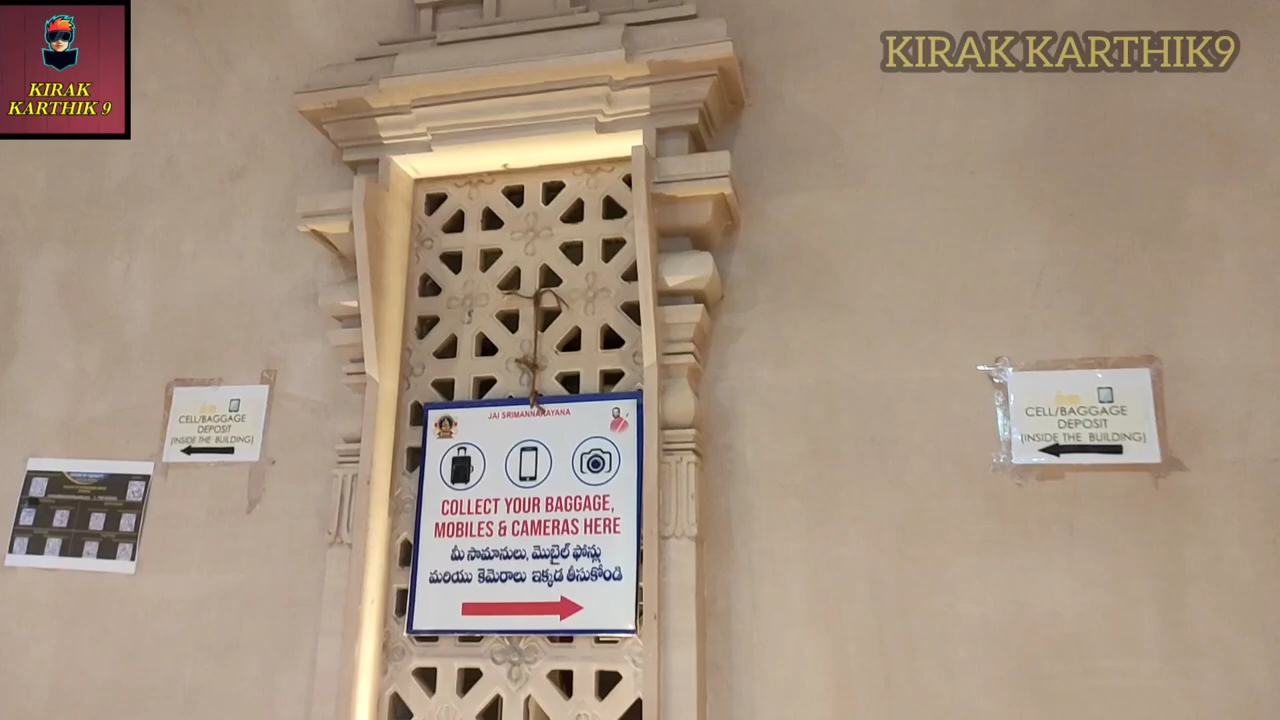 KIRAK
KARTHIK 9
KIRAK KARTHIK9
CELL/BAGGAGE
DEPOSIT
(INSIDE THE BUILDING)
JAI SRIMANNARAYANA
COLLECT YOUR BAGGAGE,
MOBILES & CAMERAS HERE
మీ సామానులు, మొబైల్ ఫోన్లు
మరియు కెమెరాలు ఇక్కడ తీసుకోండి
CELL/BAGGAGE
DEPOSIT
(INSIDE THE BUILDING)